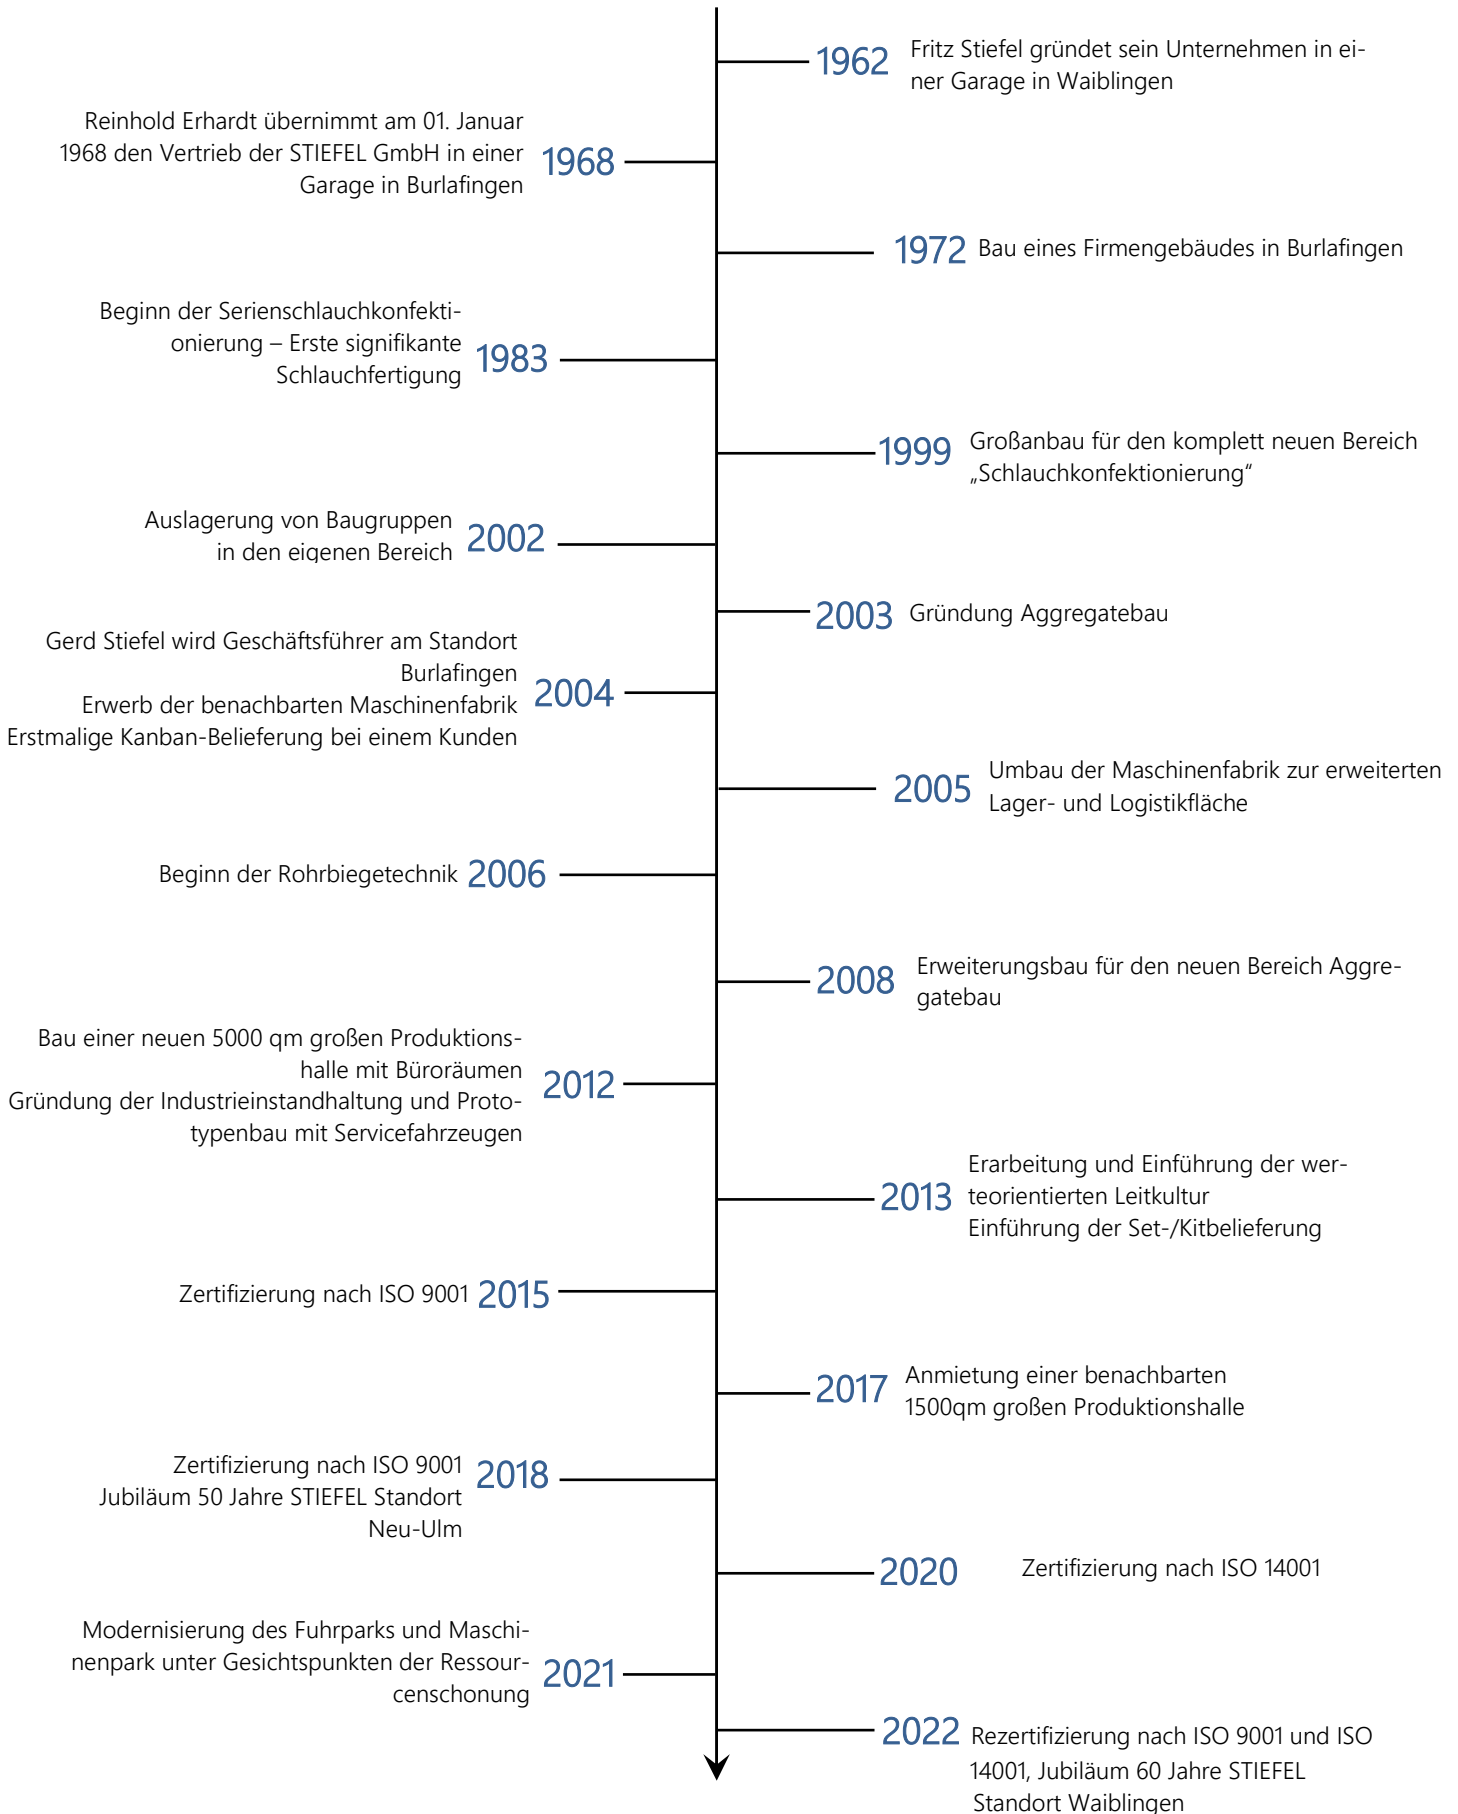 1962 Fritz Stiefel gründet sein Unternehmen in ei-
ner Garage in Waiblingen
Reinhold Erhardt übernimmt am 01. Januar
1968 den Vertrieb der STIEFEL GmbH in einer
Garage in Burlafingen
1968
1972 Bau eines Firmengebäudes in Burlafingen
Beginn der Serienschlauchkonfekti-
onierung – Erste signifikante
Schlauchfertigung
1983
1999
Großanbau für den komplett neuen Bereich
„Schlauchkonfektionierung“
Auslagerung von Baugruppen
in den eigenen Bereich
2002
2003 Gründung Aggregatebau
Gerd Stiefel wird Geschäftsführer am Standort
Burlafingen
Erwerb der benachbarten Maschinenfabrik
Erstmalige Kanban-Belieferung bei einem Kunden
2004
2005
Umbau der Maschinenfabrik zur erweiterten
Lager- und Logistikfläche
Beginn der Rohrbiegetechnik 2006
2008
Erweiterungsbau für den neuen Bereich Aggre-
gatebau
Bau einer neuen 5000 qm großen Produktions-
halle mit Büroräumen
Gründung der Industrieinstandhaltung und Proto-
typenbau mit Servicefahrzeugen
2012
2013
Erarbeitung und Einführung der wer-
teorientierten Leitkultur
Einführung der Set-/Kitbelieferung
Zertifizierung nach ISO 9001 2015
2017
Anmietung einer benachbarten
1500qm großen Produktionshalle
Zertifizierung nach ISO 9001
Jubiläum 50 Jahre STIEFEL Standort
Neu-Ulm
2018
2020 Zertifizierung nach ISO 14001
Modernisierung des Fuhrparks und Maschi-
nenpark unter Gesichtspunkten der Ressour-
censchonung
2021
2022 Rezertifizierung nach ISO 9001 und ISO
14001, Jubiläum 60 Jahre STIEFEL
Standort Waiblingen